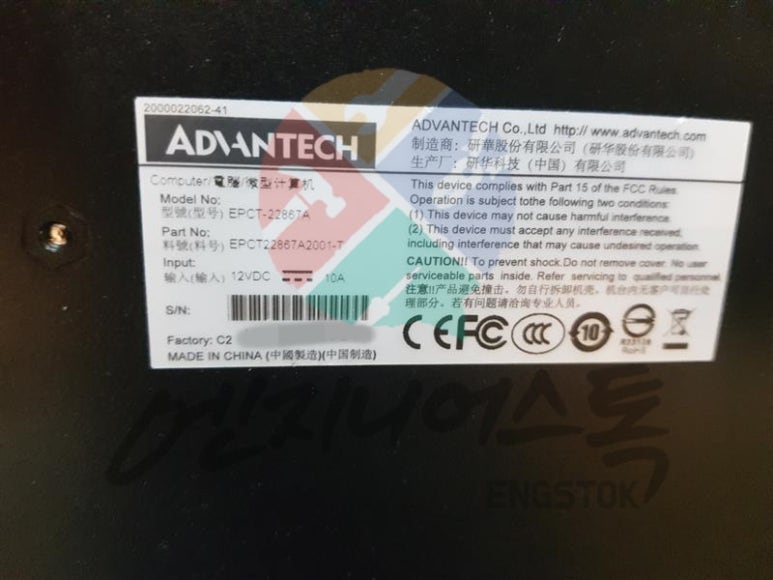 2000022062-41
ADVANTECH
ADVANTECH Co.,Ltd http:// www.advantech.com
制造商: 研華股份有限公司 (研华股份有限公司)
生产厂: 研华科技 (中国) 有限公司
Computer/電腦/微型计算机
Model No:
型號(型号) EPCT-22867A
Part No:
料號(料号) EPCT22867A2001-T
Input:
输入(输入) 12VDC 10A
S/N:
Factory: C2
MADE IN CHINA (中國製造)(中国制造)
This device complies with Part 15 of the FCC Rules.
Operation is subject tothe following two conditions:
(1) This device may not cause harmful interference.
(2) This device must accept any interference received,
including interference that may cause undesired operation.
CAUTION!! To prevent shock.Do not remove cover. No user
serviceable parts inside. Refer servicing to qualified personnel.
注意!!产品避免撞击。勿自行拆卸机壳。机台内无客户可自行处
理部分。若有问题请洽询专业人员。
CE FC CCC 10 R33128
RoHS
엔지니어스톡
ENGSTOK